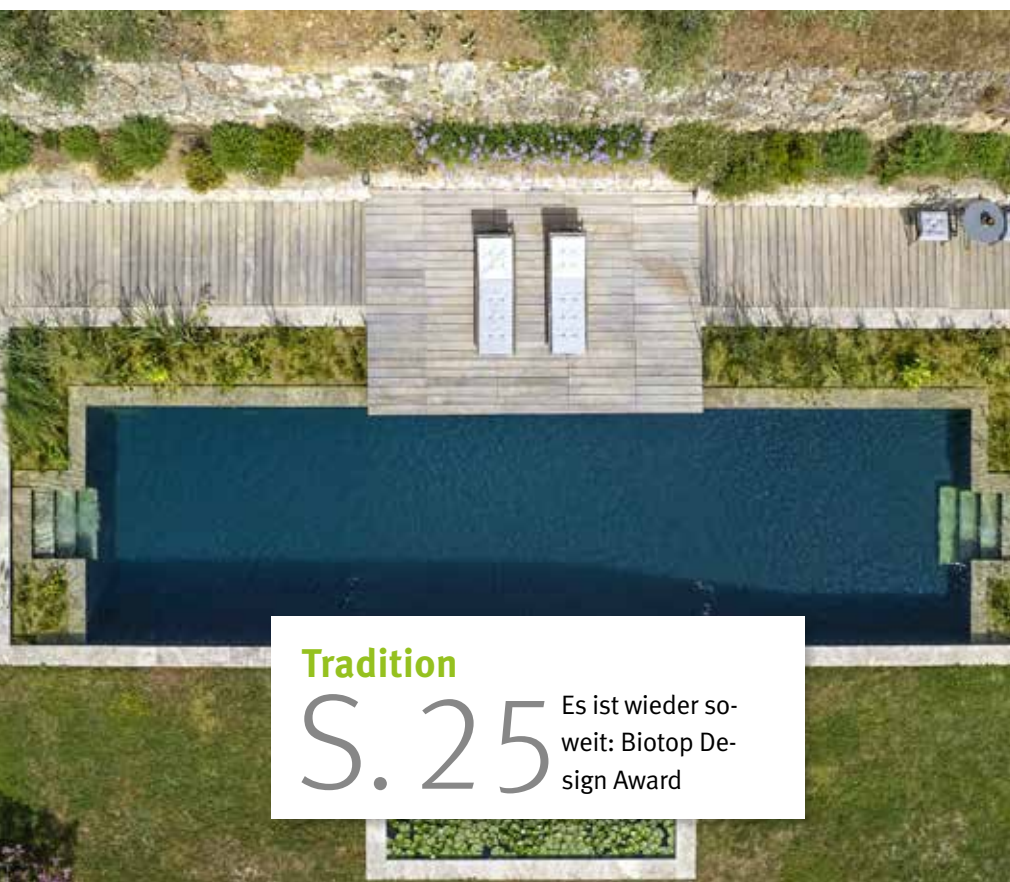 Tradition
S. 25
Es ist wieder so-
weit: Biotop De-
sign Award